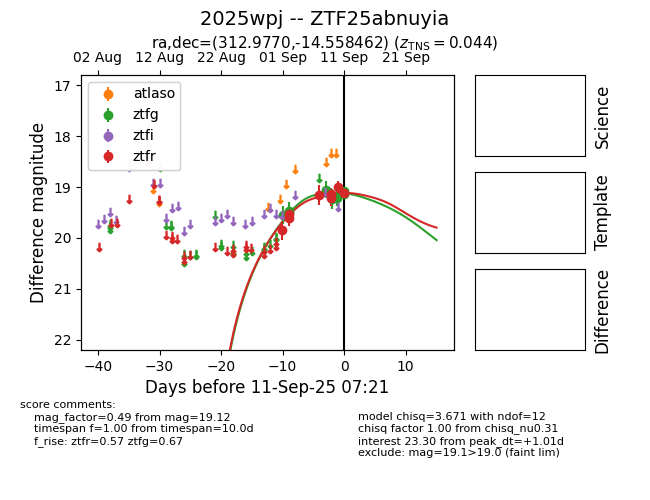 2025wpj -- ZTF25abnuyia
ra,dec=(312.9770,-14.558462) (z_TNS = 0.044)
02 Aug 12 Aug 22 Aug 01 Sep 11 Sep 21 Sep
atlaso
ztfg
ztfi
ztfr
Difference magnitude
17
18
19
20
21
22
−40 −30 −20 −10 0 10
Days before 11-Sep-25 07:21
Science
Template
Difference
score comments:
mag_factor=0.49 from mag=19.12
timespan f=1.00 from timespan=10.0d
f_rise: ztfr=0.57 ztfg=0.67
model chisq=3.671 with ndof=12
chisq factor 1.00 from chisq_nu0.31
interest 23.30 from peak_dt=+1.01d
exclude: mag=19.1>19.0 (faint lim)